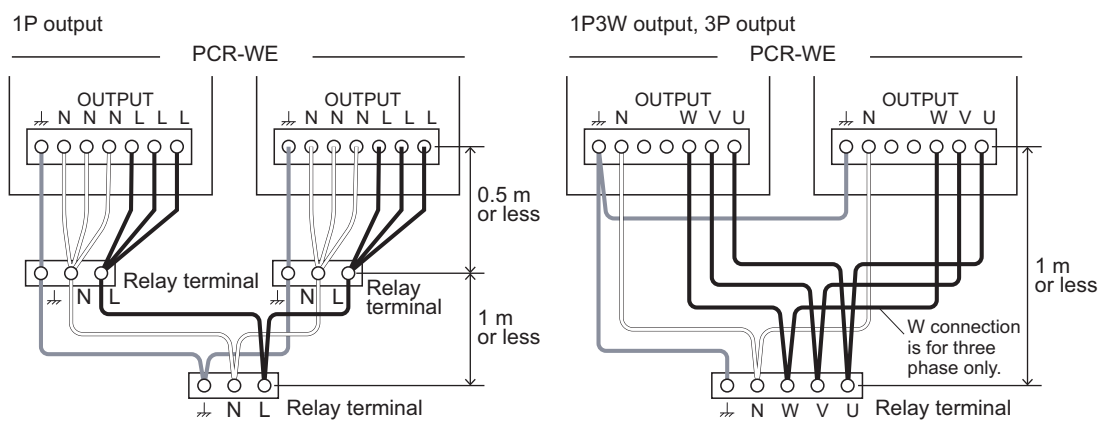 1P output
PCR-WE
OUTPUT
N N N L L L
OUTPUT
N N N L L L
0.5 m
or less
Relay terminal
N L
Relay
terminal
N L
1 m
or less
N L
Relay terminal
1P3W output, 3P output
PCR-WE
OUTPUT
N W V U
OUTPUT
N W V U
1 m
or less
W connection
is for three
phase only.
N W V U
Relay terminal